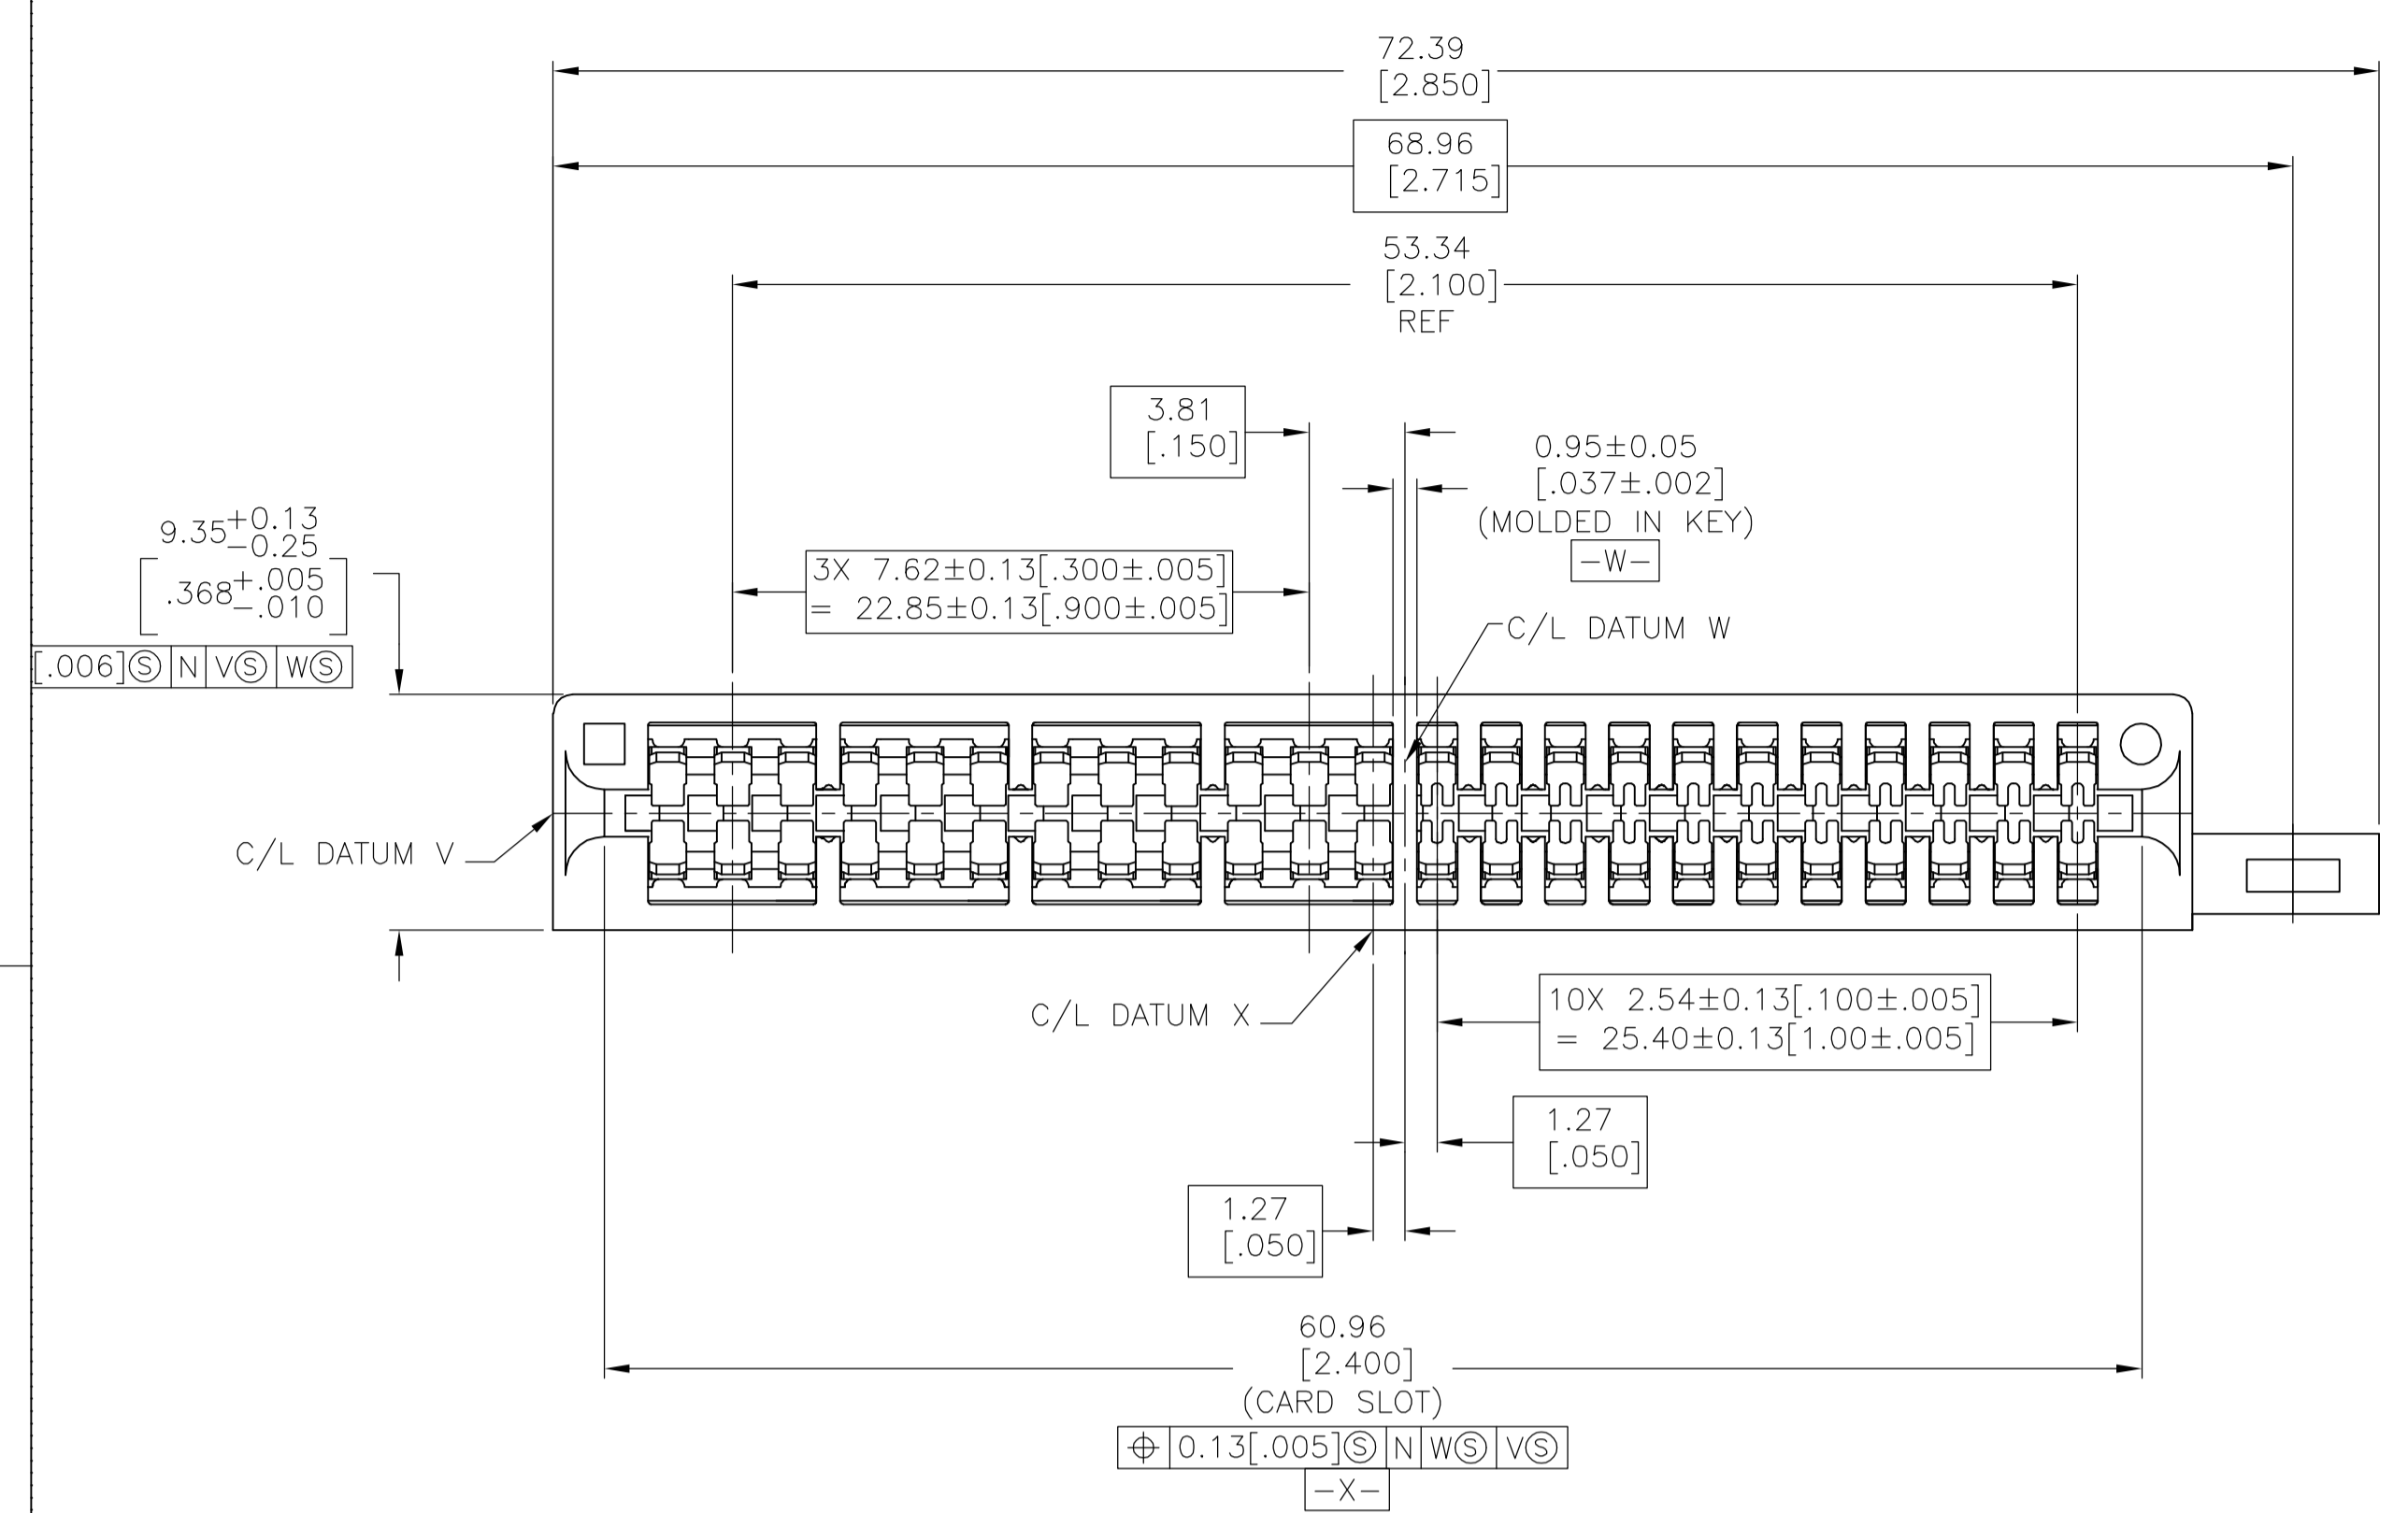 72.39
[2.850]
68.96
[2.715]
53.34
[2.100]
REF
3.81
[.150]
0.95±0.05
[.037±.002]
(MOLDED IN KEY)
-W-
9.35+0.13
-0.25
[.368+.005
-.010]
3X 7.62±0.13[.300±.005]
= 22.85±0.13[.900±.005]
C/L DATUM W
[.006]Ⓢ N VⓈ WⓈ
C/L DATUM V
C/L DATUM X
10X 2.54±0.13[.100±.005]
= 25.40±0.13[1.00±.005]
1.27
[.050]
1.27
[.050]
60.96
[2.400]
(CARD SLOT)
⌖ 0.13[.005]Ⓢ N WⓈ VⓈ
-X-